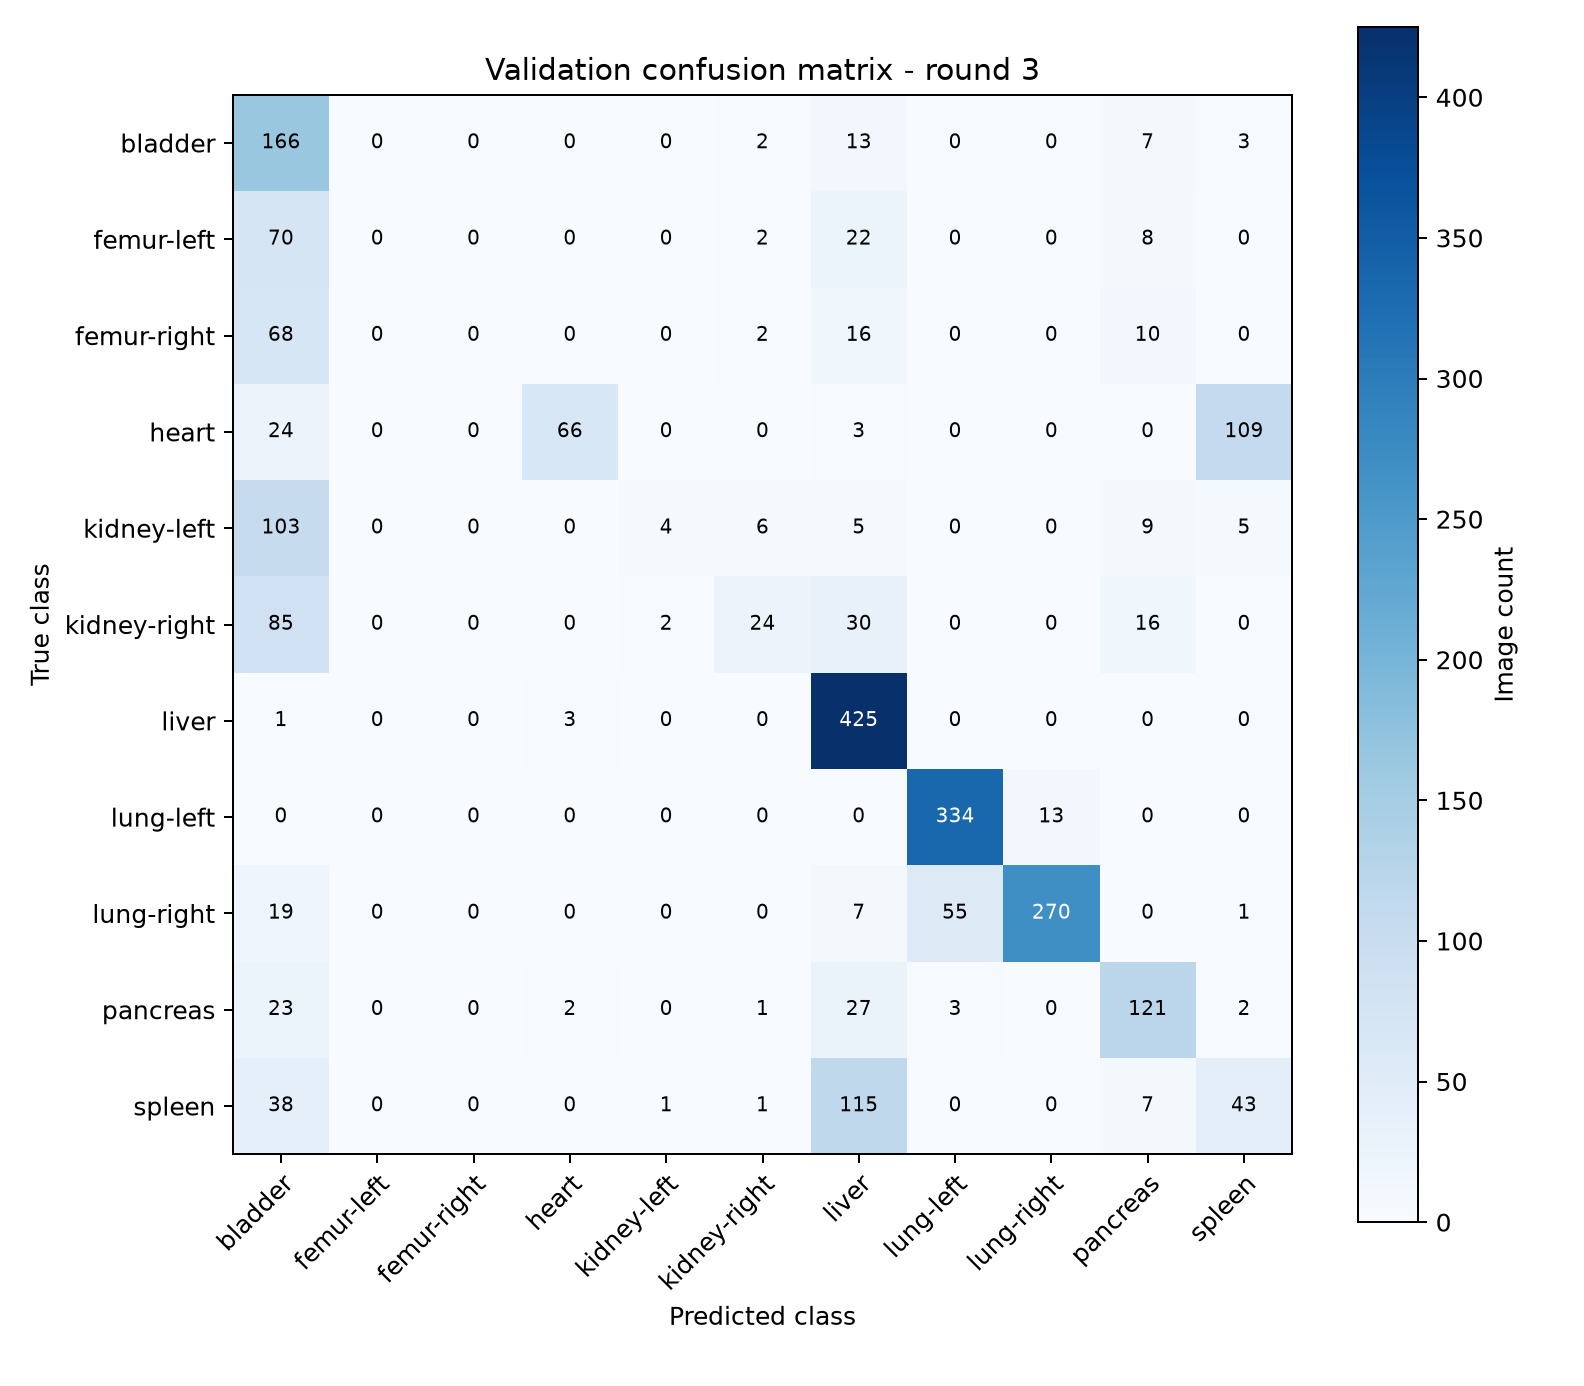 Validation confusion matrix - round 3
True class
bladder 166 0 0 0 0 2 13 0 0 7 3
femur-left 70 0 0 0 0 2 22 0 0 8 0
femur-right 68 0 0 0 0 2 16 0 0 10 0
heart 24 0 0 66 0 0 3 0 0 0 109
kidney-left 103 0 0 0 4 6 5 0 0 9 5
kidney-right 85 0 0 0 2 24 30 0 0 16 0
liver 1 0 0 3 0 0 425 0 0 0 0
lung-left 0 0 0 0 0 0 0 334 13 0 0
lung-right 19 0 0 0 0 0 7 55 270 0 1
pancreas 23 0 0 2 0 1 27 3 0 121 2
spleen 38 0 0 0 1 1 115 0 0 7 43
bladder femur-left femur-right heart kidney-left kidney-right liver lung-left lung-right pancreas spleen
Predicted class
400
350
300
250
200
150
100
50
0
Image count